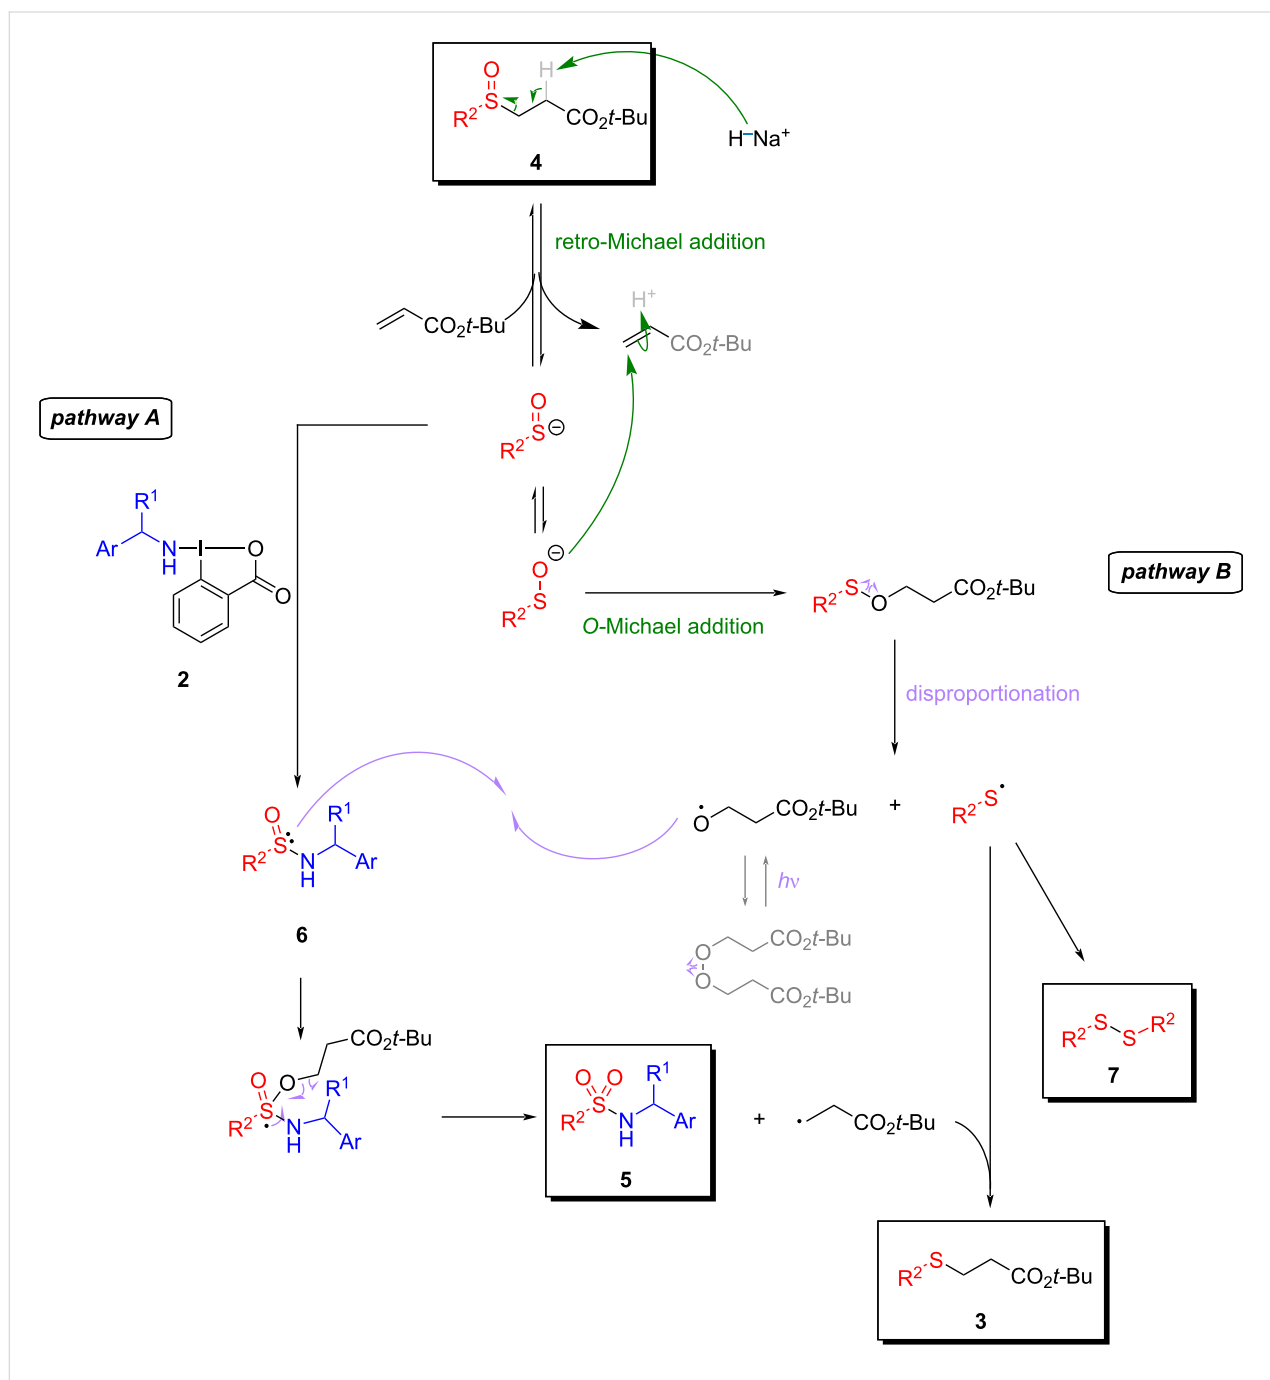 O
H
S
R²
CO₂t-Bu
H–Na⁺
4
retro-Michael addition
H⁺
CO₂t-Bu
CO₂t-Bu
pathway A
O
S⊖
R²
R¹
Ar
N
H
I
O
O
2
⊖
O
S
R²
O-Michael addition
S
R²
O
CO₂t-Bu
pathway B
disproportionation
O
S
R²
N
H
R¹
Ar
6
O
CO₂t-Bu
+
R²
S
hν
O
CO₂t-Bu
O
CO₂t-Bu
R²
S
S
R²
7
CO₂t-Bu
O
O
R¹
S
R²
N
H
Ar
O
O
R¹
S
R²
N
H
Ar
5
+
CO₂t-Bu
S
R²
CO₂t-Bu
3